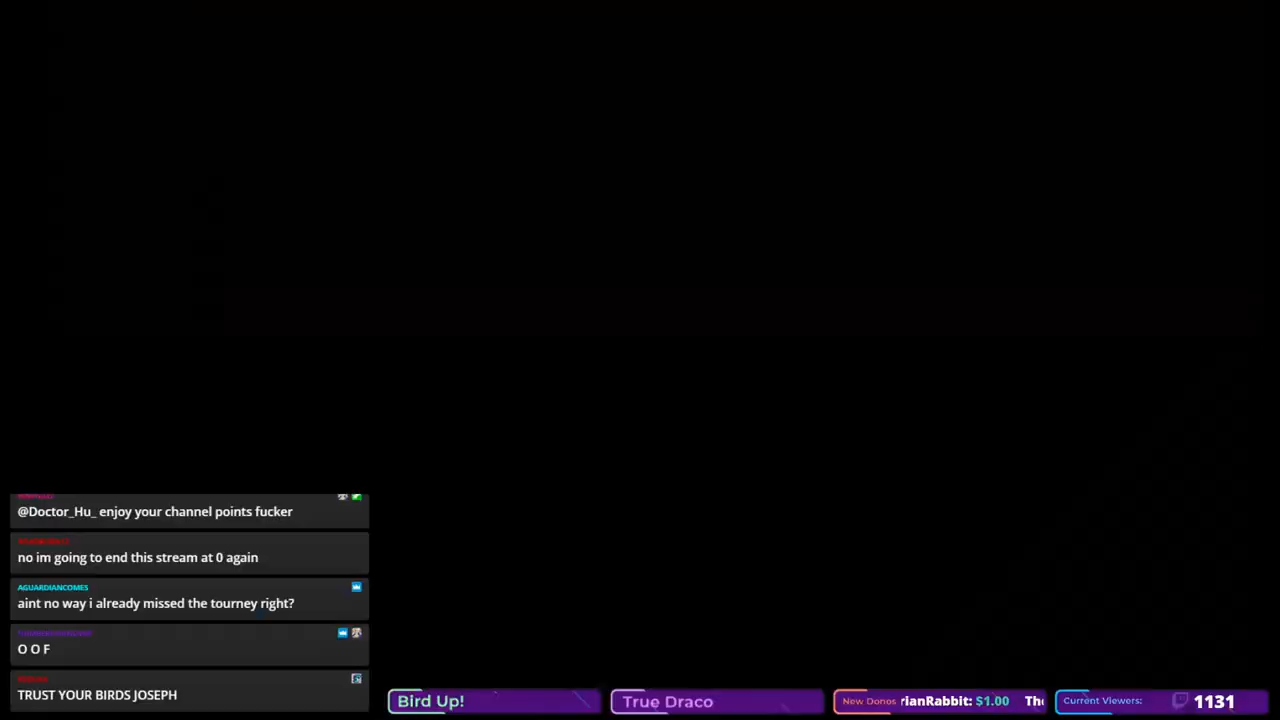 @Doctor_Hu_ enjoy your channel points fucker
no im going to end this stream at 0 again
AGUARDIANCOMES
aint no way i already missed the tourney right?
O O F
TRUST YOUR BIRDS JOSEPH
Bird Up!
True Draco
New Donos rianRabbit: $1.00 The
Current Viewers: 1131